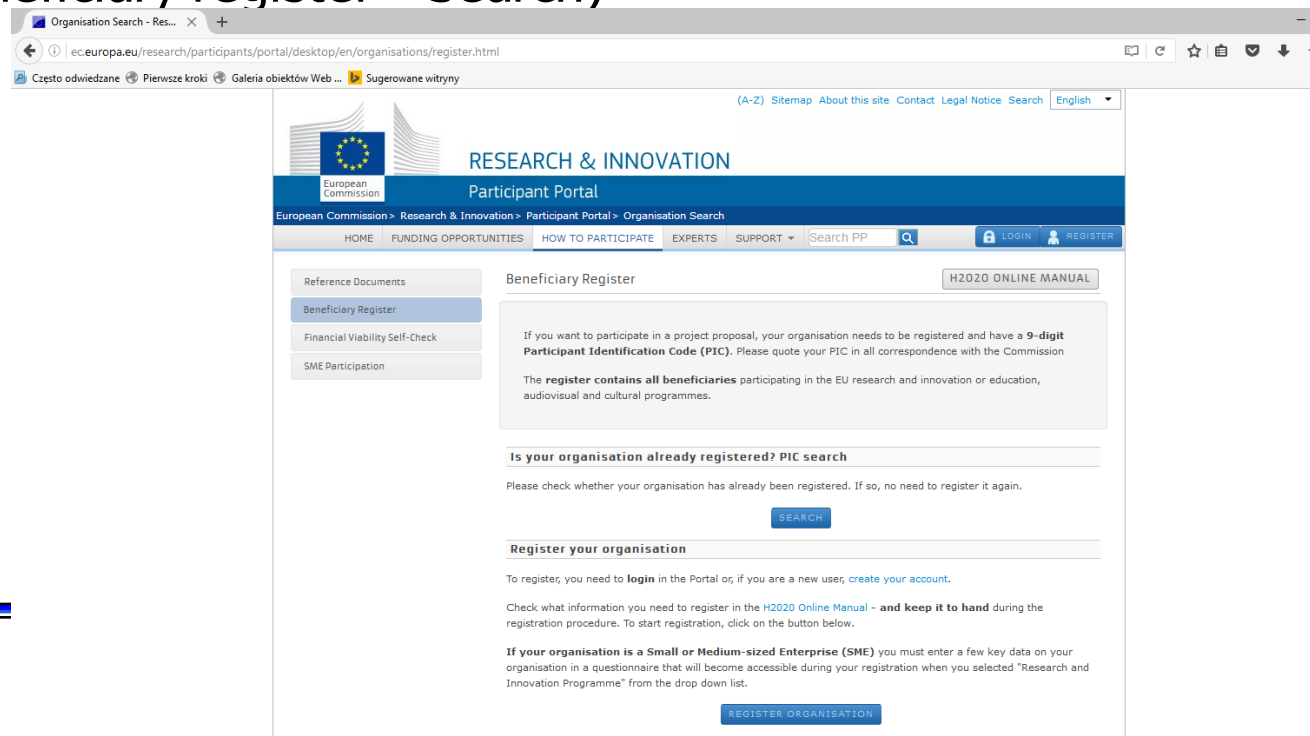 enericiary register – Search)
Organisation Search - Res...
ec.europa.eu/research/participants/portal/desktop/en/organisations/register.html
Często odwiedzane Pierwsze kroki Galeria obiektów Web ... Sugerowane witryny
(A-Z) Sitemap About this site Contact Legal Notice Search English
RESEARCH & INNOVATION
European
Commission
Participant Portal
European Commission > Research & Innovation > Participant Portal > Organisation Search
HOME FUNDING OPPORTUNITIES HOW TO PARTICIPATE EXPERTS SUPPORT Search PP LOGIN REGISTER
Reference Documents
Beneficiary Register
Financial Viability Self-Check
SME Participation
Beneficiary Register
H2020 ONLINE MANUAL
If you want to participate in a project proposal, your organisation needs to be registered and have a 9-digit
Participant Identification Code (PIC). Please quote your PIC in all correspondence with the Commission
The register contains all beneficiaries participating in the EU research and innovation or education,
audiovisual and cultural programmes.
Is your organisation already registered? PIC search
Please check whether your organisation has already been registered. If so, no need to register it again.
SEARCH
Register your organisation
To register, you need to login in the Portal or, if you are a new user, create your account.
Check what information you need to register in the H2020 Online Manual - and keep it to hand during the
registration procedure. To start registration, click on the button below.
If your organisation is a Small or Medium-sized Enterprise (SME) you must enter a few key data on your
organisation in a questionnaire that will become accessible during your registration when you selected "Research and
Innovation Programme" from the drop down list.
REGISTER ORGANISATION